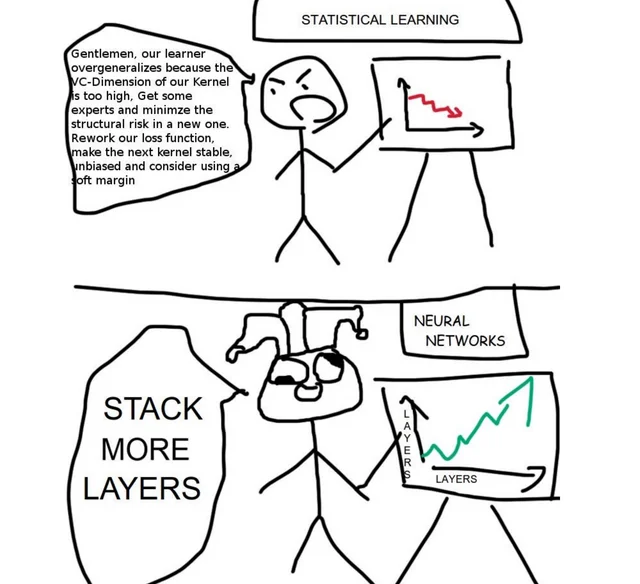 STATISTICAL LEARNING
Gentlemen, our learner
overgeneralizes because the
VC-Dimension of our Kernel
is too high, Get some
experts and minimze the
structural risk in a new one.
Rework our loss function,
make the next kernel stable,
unbiased and consider using a
soft margin
NEURAL
NETWORKS
STACK
MORE
LAYERS
LAYERS
LAYERS